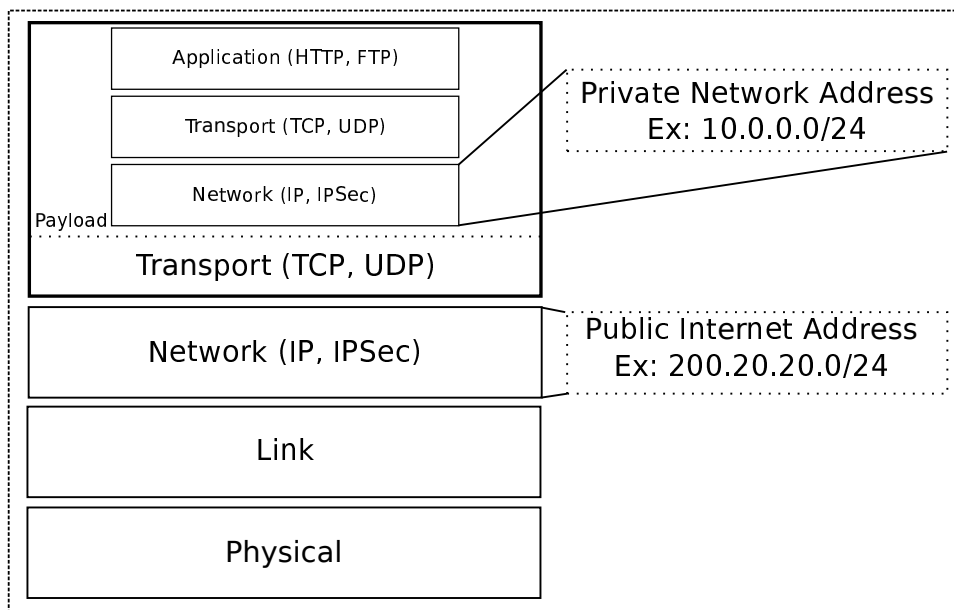 Application (HTTP, FTP)
Transport (TCP, UDP)
Network (IP, IPSec)
Payload
Transport (TCP, UDP)
Private Network Address
Ex: 10.0.0.0/24
Network (IP, IPSec)
Public Internet Address
Ex: 200.20.20.0/24
Link
Physical